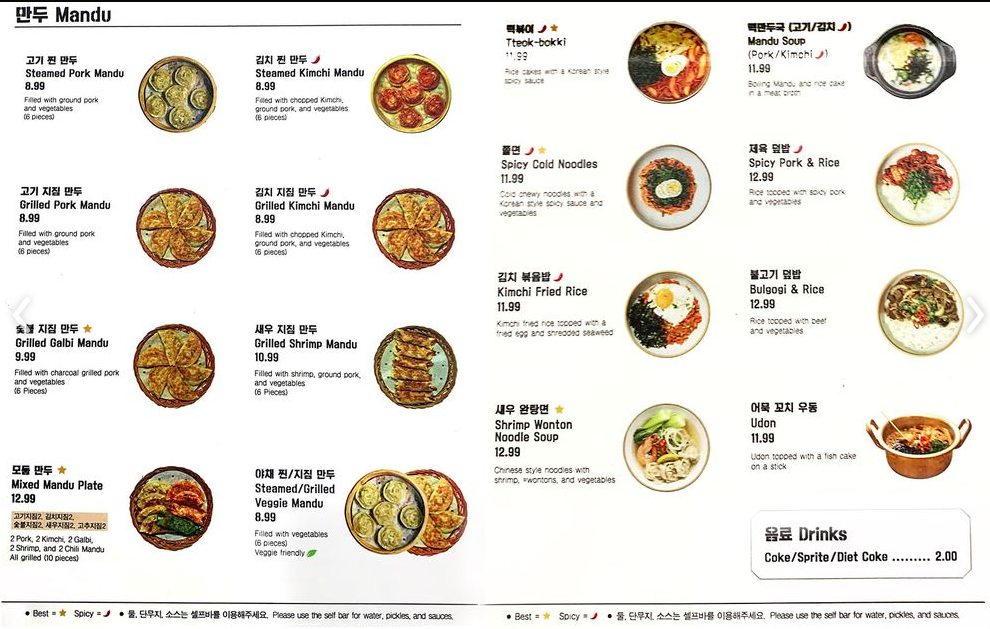 만두 Mandu
고기 찐 만두
Steamed Pork Mandu
8.99
Filled with ground pork
and vegetables
(6 pieces)
김치 찐 만두
Steamed Kimchi Mandu
8.99
Filled with chopped Kimchi,
ground pork, and vegetables
(6 pieces)
고기 지짐 만두
Grilled Pork Mandu
8.99
Filled with ground pork
and vegetables
(6 pieces)
김치 지짐 만두
Grilled Kimchi Mandu
8.99
Filled with chopped Kimchi,
ground pork, and vegetables
(6 pieces)
숯불 지짐 만두
Grilled Galbi Mandu
9.99
Filled with charcoal grilled pork
and vegetables
(6 Pieces)
새우 지짐 만두
Grilled Shrimp Mandu
10.99
Filled with shrimp, ground pork,
and vegetables
(6 Pieces)
모둠 만두
Mixed Mandu Plate
12.99
고기지짐2, 김치지짐2,
숯불지짐2, 새우지짐2, 고추지짐2
2 Pork, 2 Kimchi, 2 Galbi,
2 Shrimp, and 2 Chili Mandu
All grilled (10 pieces)
야채 찐/지짐 만두
Steamed/Grilled
Veggie Mandu
8.99
Filled with vegetables
(6 pieces)
Veggie friendly
• Best = Spicy = • 물, 단무지, 소스는 셀프바를 이용해주세요. Please use the self bar for water, pickles, and sauces.
떡볶이
Tteok-bokki
11.99
Rice cakes with a Korean style
spicy sauce
떡만두국 (고기/김치)
Mandu Soup
(Pork/Kimchi)
11.99
Boiling Mandu and rice cake
in a meat broth
쫄면
Spicy Cold Noodles
11.99
Cold chewy noodles with a
Korean style spicy sauce and
vegetables
제육 덮밥
Spicy Pork & Rice
12.99
Rice topped with spicy pork
and vegetables
김치 볶음밥
Kimchi Fried Rice
11.99
Kimchi fried rice topped with a
fried egg and shredded seaweed
불고기 덮밥
Bulgogi & Rice
12.99
Rice topped with beef
and vegetables
새우 완탕면
Shrimp Wonton
Noodle Soup
12.99
Chinese style noodles with
shrimp, =wontons, and vegetables
어묵 꼬치 우동
Udon
11.99
Udon topped with a fish cake
on a stick
음료 Drinks
Coke/Sprite/Diet Coke ......... 2.00
• Best = Spicy = • 물, 단무지, 소스는 셀프바를 이용해주세요. Please use the self bar for water, pickles, and sauces.